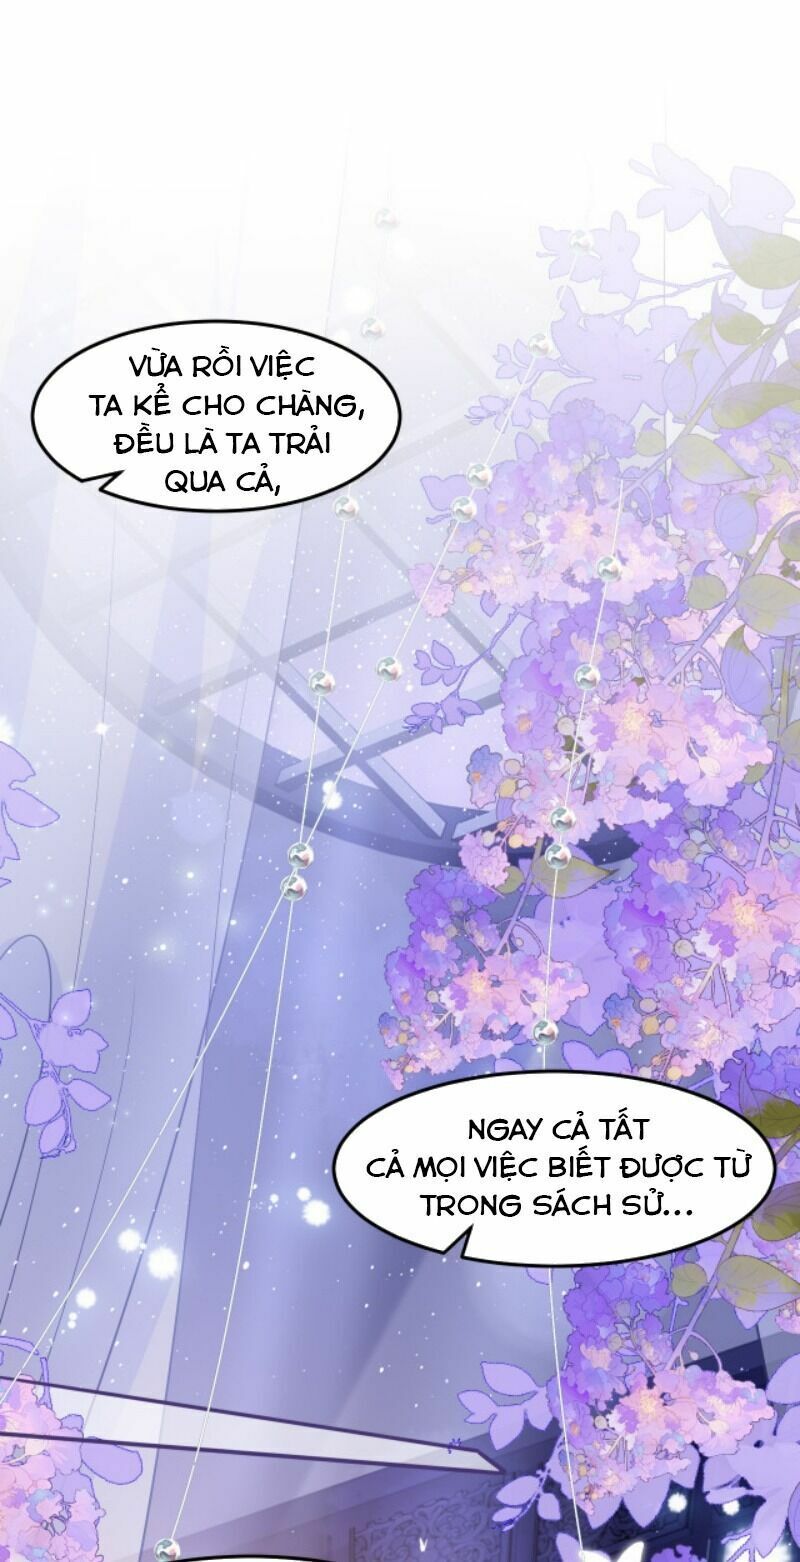 VỪA RỒI VIỆC
TA KỂ CHO CHÀNG,
ĐỀU LÀ TA TRẢI
QUA CẢ,
NGAY CẢ TẤT
CẢ MỌI VIỆC BIẾT ĐƯỢC TỪ
TRONG SÁCH SỬ...